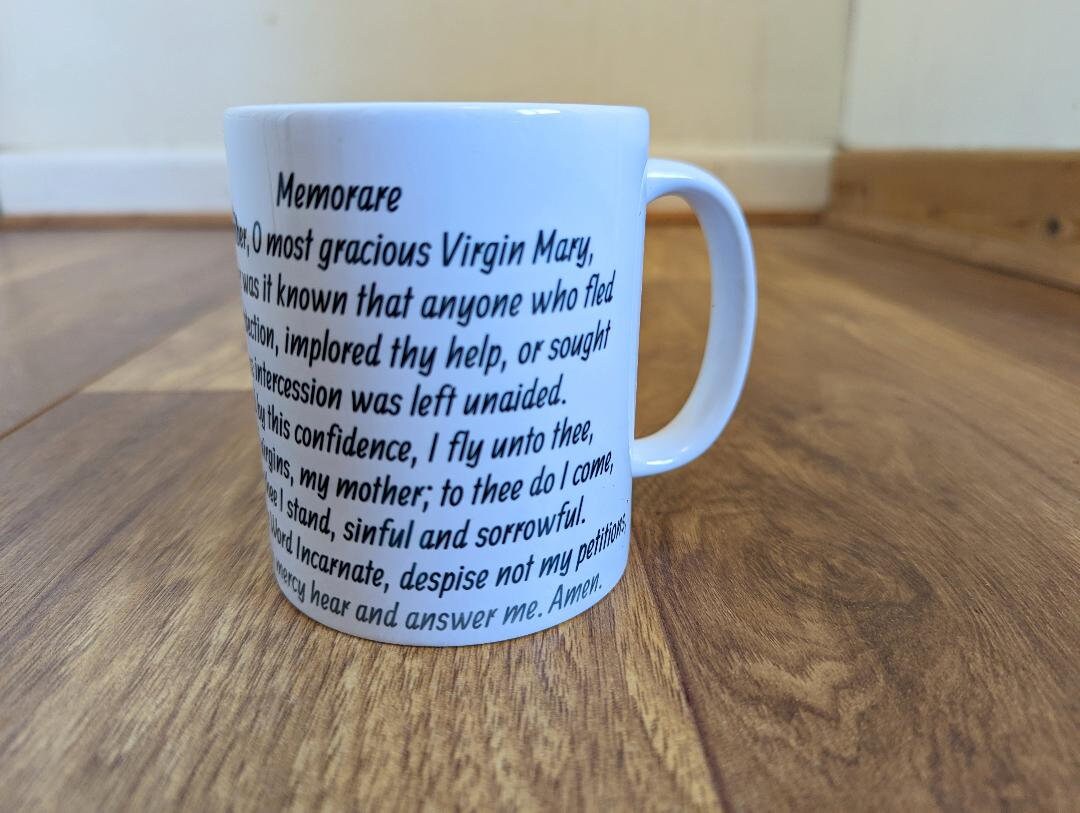 Memorare
O most gracious Virgin Mary,
was it known that anyone who fled
implored thy help, or sought
intercession was left unaided.
by this confidence, I fly unto thee,
my mother; to thee do I come,
I stand, sinful and sorrowful.
Word Incarnate, despise not my petitions,
mercy hear and answer me. Amen.